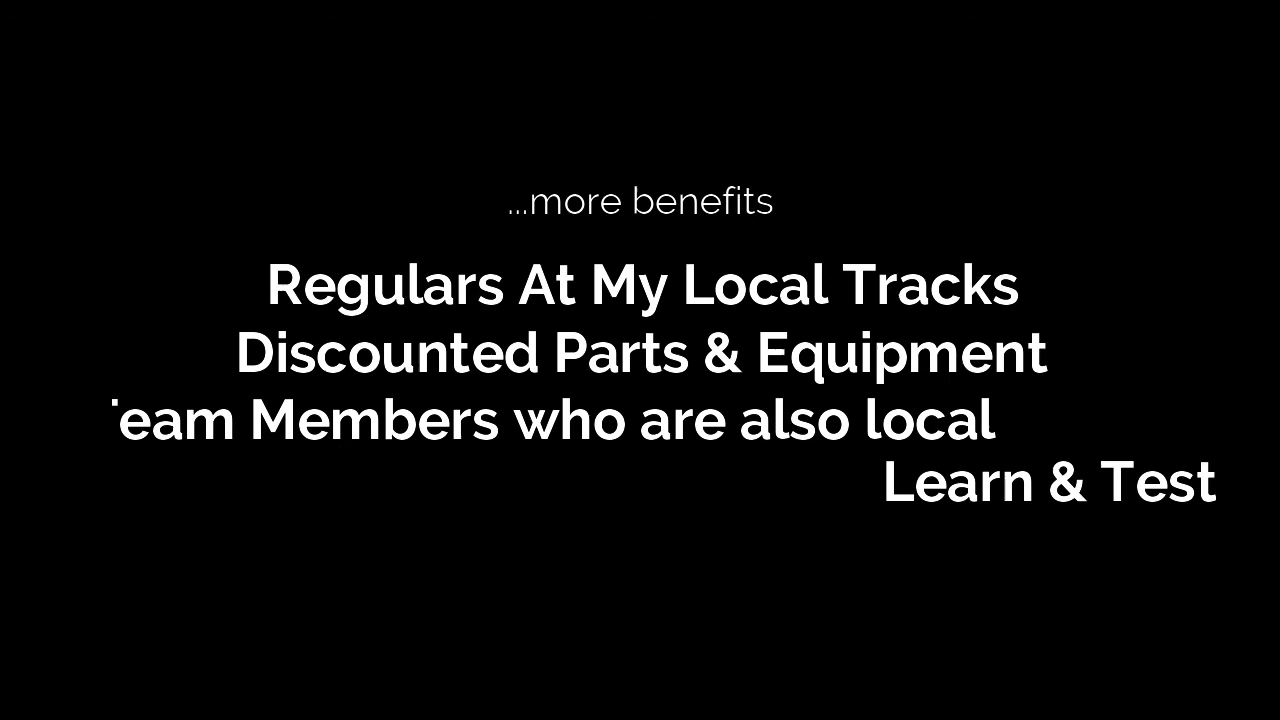 ...more benefits
Regulars At My Local Tracks
Discounted Parts & Equipment
eam Members who are also local
Learn & Test